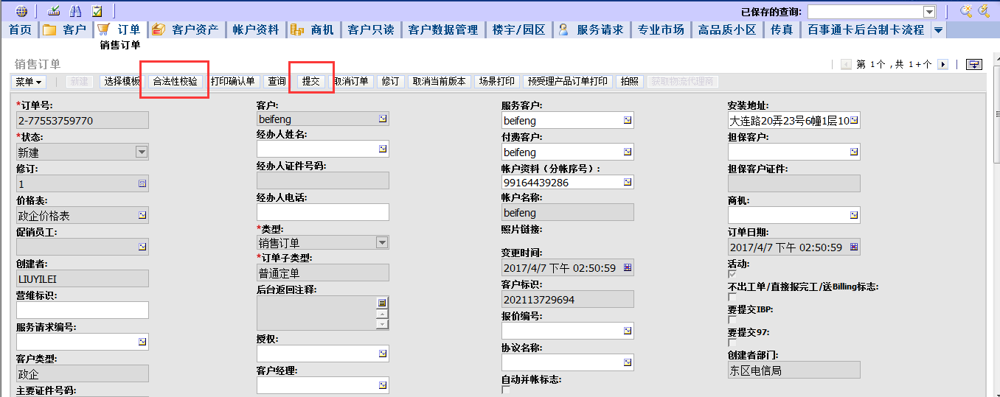 已保存的查询:
首页 客户 订单 客户资产 帐户资料 商机 客户只读 客户数据管理 楼宇/园区 服务请求 专业市场 高品质小区 传真 百事通卡后台制卡流程
销售订单
销售订单 第 1个 ,共 1+个
菜单 新建 选择模板 合法性校验 打印确认单 查询 提交 取消订单 修订 取消当前版本 场景打印 预受理产品订单打印 拍照 获取物流代理商
*订单号:
2-77553759770
*状态:
新建
修订:
1
价格表:
政企价格表
促销员工:
创建者:
LIUYILEI
营维标识:
服务请求编号:
客户类型:
政企
主要证件号码:
客户:
beifeng
经办人姓名:
经办人证件号码:
经办人电话:
*类型:
销售订单
*订单子类型:
普通定单
后台返回注释:
授权:
客户经理:
服务客户:
beifeng
付费客户:
beifeng
帐户资料（分帐序号）:
99164439286
帐户名称:
beifeng
照片链接:
变更时间:
2017/4/7 下午 02:50:59
客户标识:
202113729694
报价编号:
协议名称:
自动并帐标志:
安装地址:
大连路20弄23号6幢1层10
担保客户:
担保客户证件:
商机:
订单日期:
2017/4/7 下午 02:50:59
活动:
不出工单/直接报完工/送Billing标志:
要提交IBP:
要提交97:
创建者部门:
东区电信局